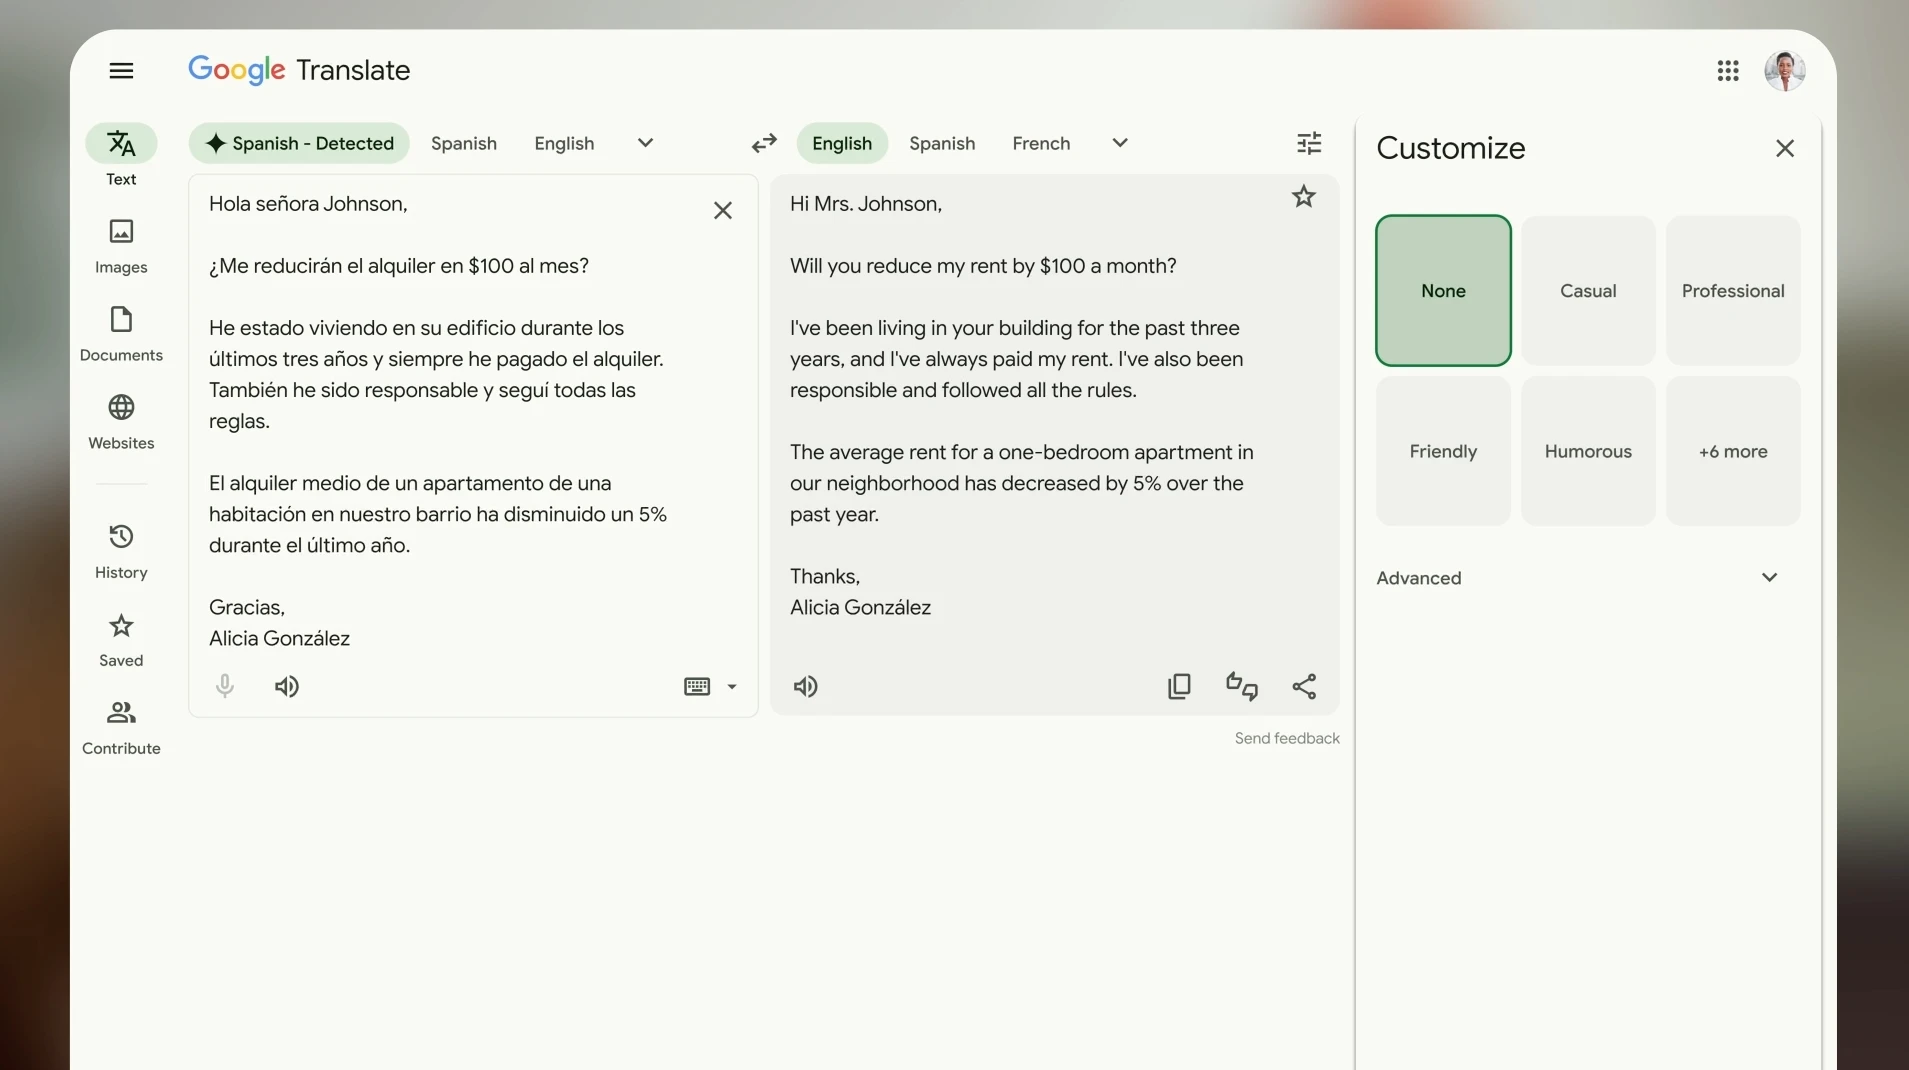 Google Translate
Text
Images
Documents
Websites
History
Saved
Contribute
Spanish - Detected
Spanish
English
Hola señora Johnson,
¿Me reducirán el alquiler en $100 al mes?
He estado viviendo en su edificio durante los
últimos tres años y siempre he pagado el alquiler.
También he sido responsable y seguí todas las
reglas.
El alquiler medio de un apartamento de una
habitación en nuestro barrio ha disminuido un 5%
durante el último año.
Gracias,
Alicia González
English
Spanish
French
Hi Mrs. Johnson,
Will you reduce my rent by $100 a month?
I've been living in your building for the past three
years, and I've always paid my rent. I've also been
responsible and followed all the rules.
The average rent for a one-bedroom apartment in
our neighborhood has decreased by 5% over the
past year.
Thanks,
Alicia González
Send feedback
Customize
None
Casual
Professional
Friendly
Humorous
+6 more
Advanced